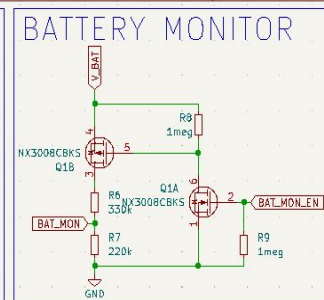 BATTERY MONITOR
V_BAT
R8
1meg
4
NX3008CBKS
5
Q1B
3
6
Q1A
NX3008CBKS
2
BAT_MON_EN
R6
330k
1
BAT_MON
R7
220k
R9
1meg
GND